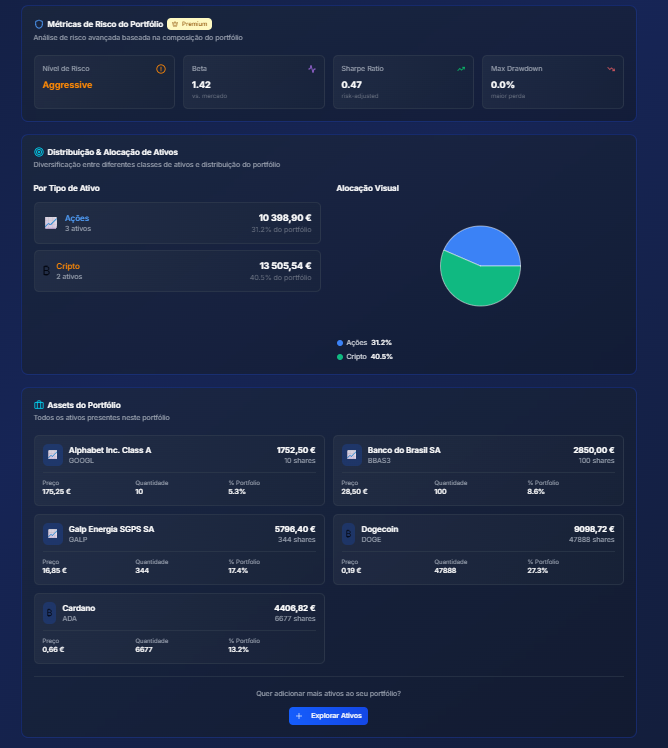 Métricas de Risco do Portfólio Premium
Análise de risco avançada baseada na composição do portfólio
Nível de Risco
Aggressive
Beta
1.42
vs. mercado
Sharpe Ratio
0.47
risk-adjusted
Max Drawdown
0.0%
maior perda
Distribuição & Alocação de Ativos
Diversificação entre diferentes classes de ativos e distribuição do portfólio
Por Tipo de Ativo
Ações
3 ativos
10 398,90 €
31.2% do portfólio
Cripto
2 ativos
13 505,54 €
40.5% do portfólio
Alocação Visual
Ações 31.2%
Cripto 40.5%
Assets do Portfólio
Todos os ativos presentes neste portfólio
Alphabet Inc. Class A 1752,50 €
GOOGL 10 shares
Preço Quantidade % Portfolio
175,25 € 10 5.3%
Banco do Brasil SA 2850,00 €
BBAS3 100 shares
Preço Quantidade % Portfolio
28,50 € 100 8.6%
Galp Energia SGPS SA 5796,40 €
GALP 344 shares
Preço Quantidade % Portfolio
16,85 € 344 17.4%
Dogecoin 9098,72 €
DOGE 47888 shares
Preço Quantidade % Portfolio
0,19 € 47888 27.3%
Cardano 4406,82 €
ADA 6677 shares
Preço Quantidade % Portfolio
0,66 € 6677 13.2%
Quer adicionar mais ativos ao seu portfólio?
+ Explorar Ativos